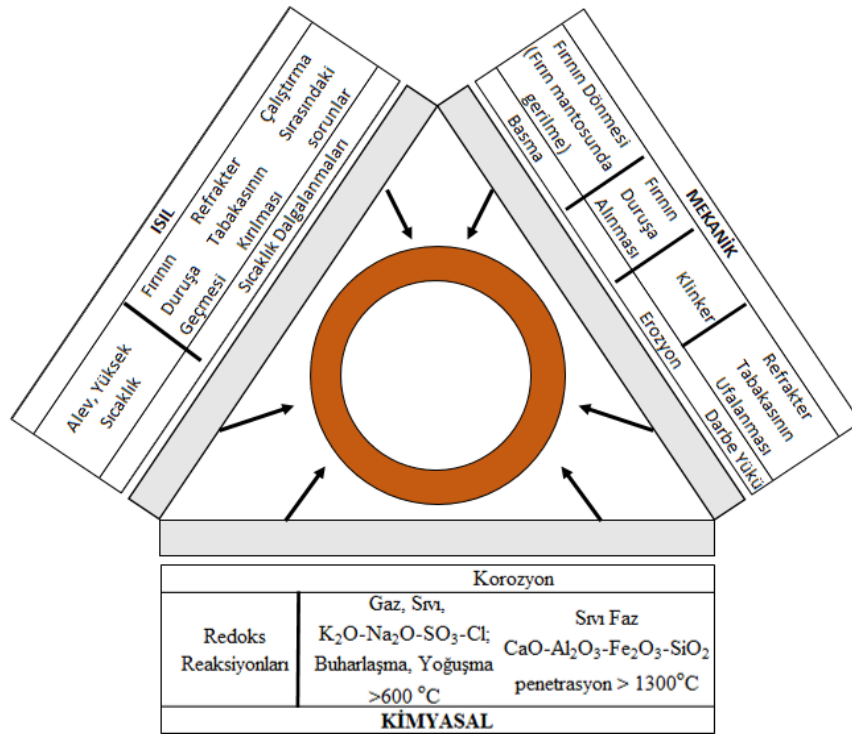 ISIL
Çalıştırma
Sırasındaki
sorunlar
Refrakter
Tabakasının
Kırılması
Fırının
Duruşa
Geçmesi
Sıcaklık Dalgalanmaları
Alev, Yüksek
Sıcaklık
MEKANİK
Fırının Dönmesi
(Fırın mantosunda
gerilme)
Basma
Fırının
Duruşa
Alınması
Klinker
Erozyon
Refrakter
Tabakasının
Ufalanması
Darbe Yükü
Korozyon
Redoks
Reaksiyonları
Gaz, Sıvı,
K₂O-Na₂O-SO₃-Cl;
Buharlaşma, Yoğuşma
>600 °C
Sıvı Faz
CaO-Al₂O₃-Fe₂O₃-SiO₂
penetrasyon > 1300°C
KİMYASAL